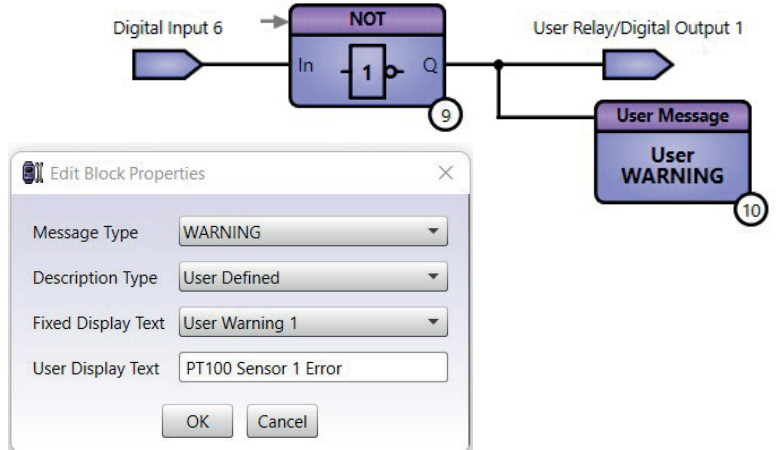 Digital Input 6
NOT
In
1
Q
9
User Relay/Digital Output 1
User Message
User
WARNING
10
Edit Block Properties
Message Type
WARNING
Description Type
User Defined
Fixed Display Text
User Warning 1
User Display Text
PT100 Sensor 1 Error
OK
Cancel